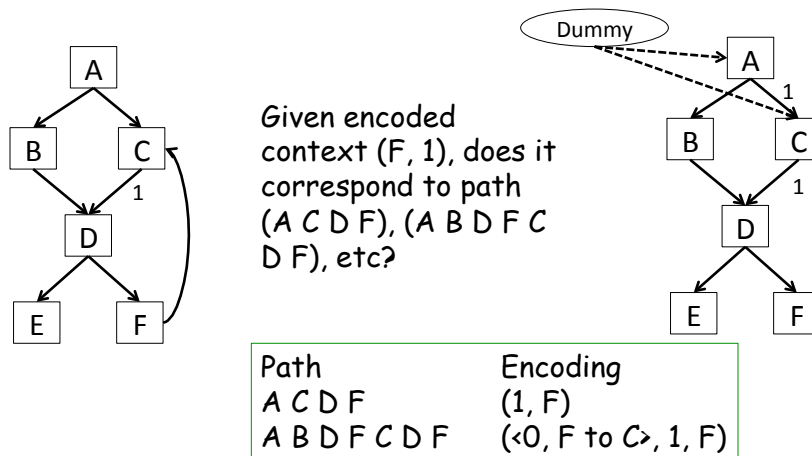 A
B
C
1
D
E
F
Given encoded
context (F, 1), does it
correspond to path
(A C D F), (A B D F C
D F), etc?
Dummy
A
1
B
C
1
D
E
F
Path Encoding
A C D F (1, F)
A B D F C D F (<0, F to C>, 1, F)